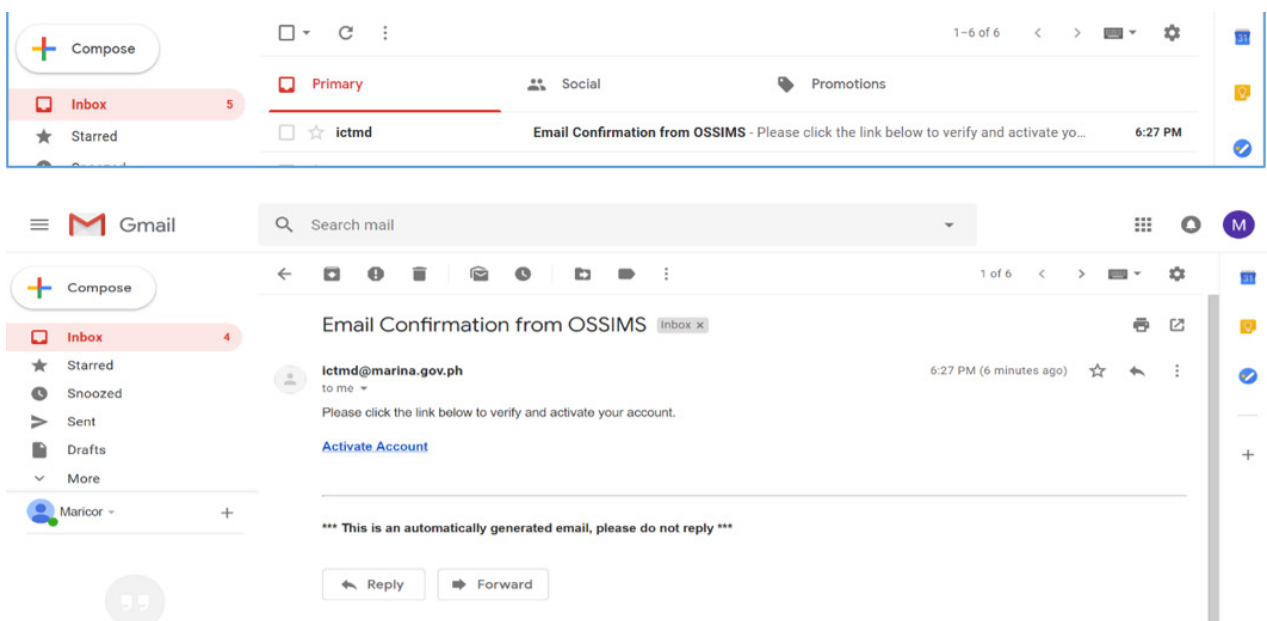 Compose
1–6 of 6
31
Primary
Social
Promotions
Inbox 5
ictmd Email Confirmation from OSSIMS - Please click the link below to verify and activate yo... 6:27 PM
Starred
Gmail
Search mail
M
Compose
1 of 6
31
Email Confirmation from OSSIMS Inbox x
Inbox 4
ictmd@marina.gov.ph 6:27 PM (6 minutes ago)
to me
Starred
Snoozed
Please click the link below to verify and activate your account.
Sent
Activate Account
Drafts
More
Maricor
*** This is an automatically generated email, please do not reply ***
Reply
Forward